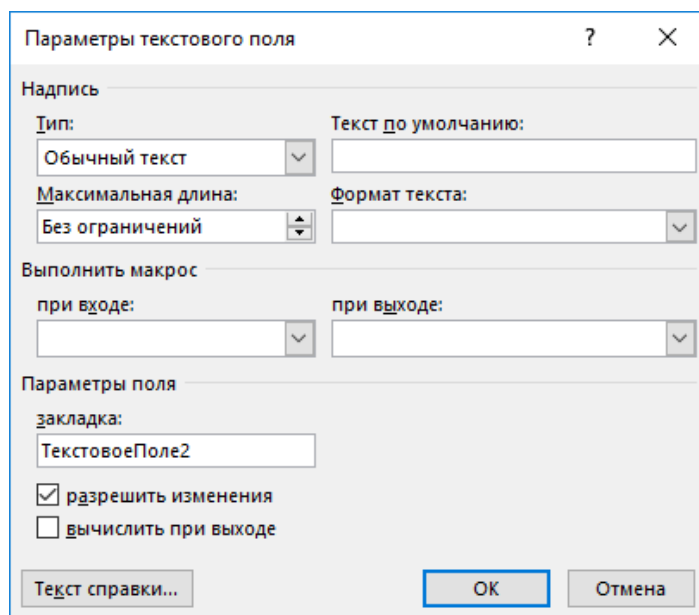 Параметры текстового поля ?
Надпись
Тип: Текст по умолчанию:
Обычный текст
Максимальная длина: Формат текста:
Без ограничений
Выполнить макрос
при входе: при выходе:
Параметры поля
закладка:
ТекстовоеПоле2
разрешить изменения
вычислить при выходе
Текст справки... ОК Отмена